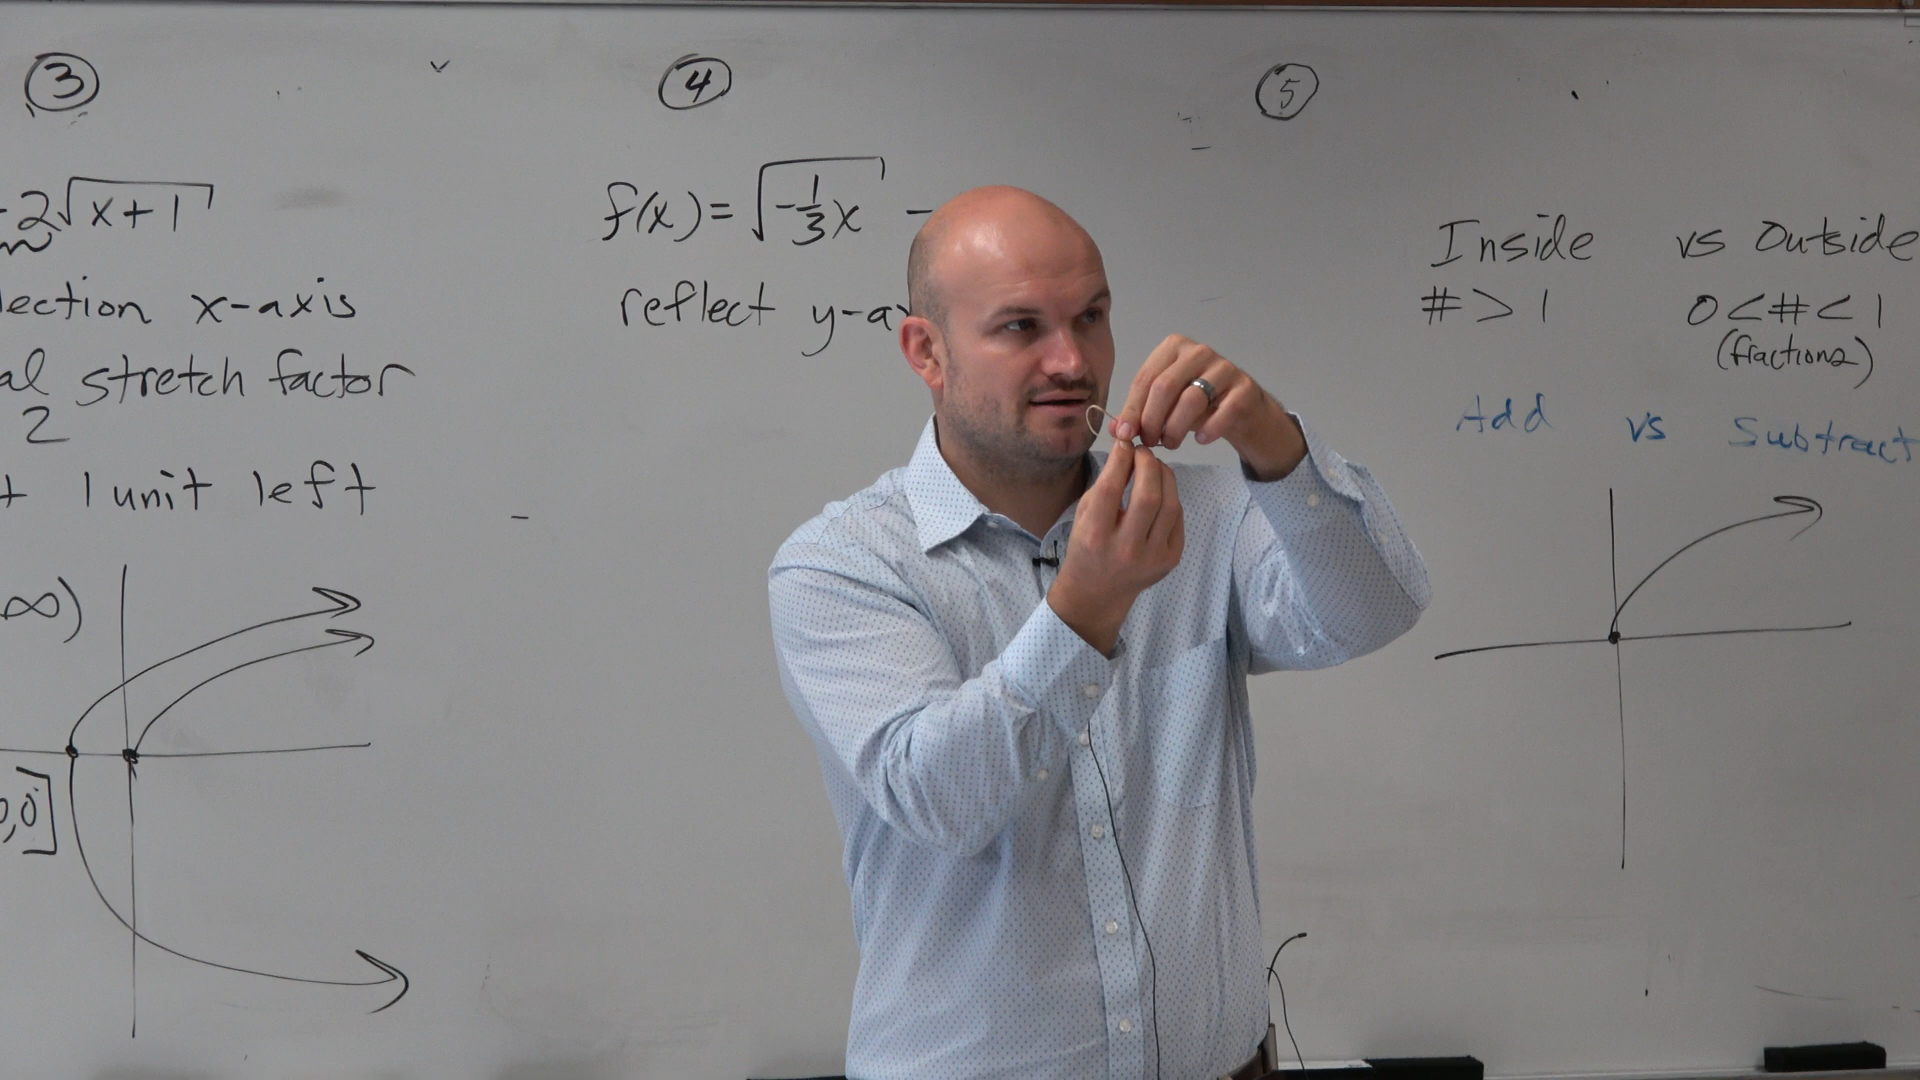 ③
-2√x+1
lection x-axis
al stretch factor
2
t 1 unit left
∞)
,0]
④
f(x)=√-1/3x -
reflect y-ax
⑤
Inside vs Outside
#>1 0<#<1
(fractions)
Add vs Subtract